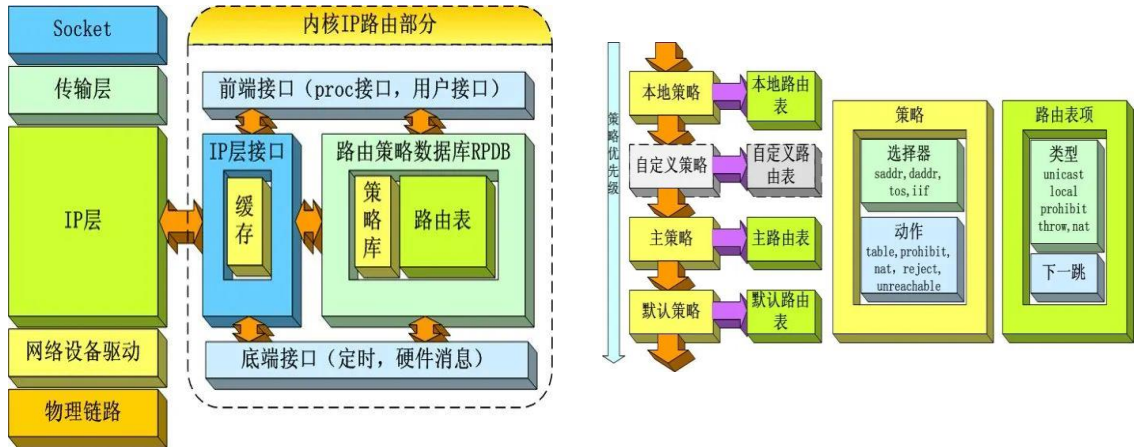 Socket
传输层
IP层
网络设备驱动
物理链路
内核IP路由部分
前端接口（proc接口，用户接口）
IP层接口
缓存
路由策略数据库RPDB
策略库
路由表
底端接口（定时，硬件消息）
策略优先级
本地策略
本地路由
表
自定义策略
自定义路
由表
主策略
主路由表
默认策略
默认路由
表
策略
选择器
saddr,daddr,
tos,iif
动作
table,prohibit,
nat，reject,
unreachable
路由表项
类型
unicast
local
prohibit
throw,nat
下一跳